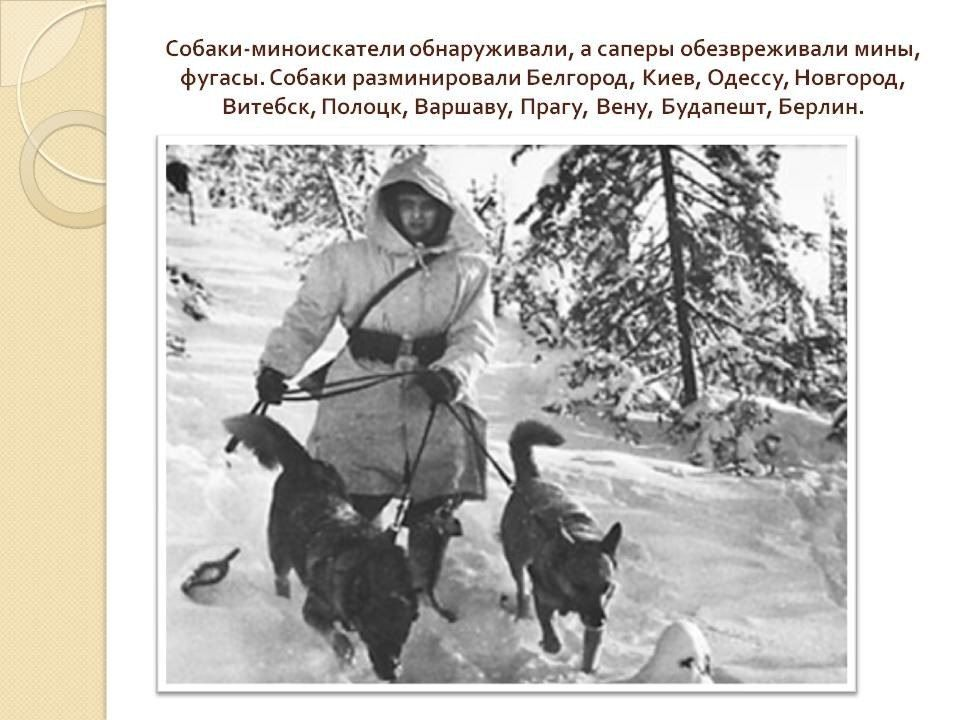 Собаки-миноискатели обнаруживали, а саперы обезвреживали мины,
фугасы. Собаки разминировали Белгород, Киев, Одессу, Новгород,
Витебск, Полоцк, Варшаву, Прагу, Вену, Будапешт, Берлин.